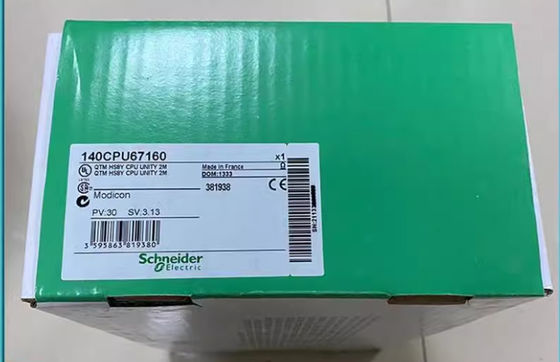 140CPU67160 x1
QTM HSBY CPU UNITY 2M Made in France
QTM HSBY CPU UNITY 2M DOM:1333
381938
Modicon
PV:30 SV:3.13
3 595863 819380
Schneider
Electric